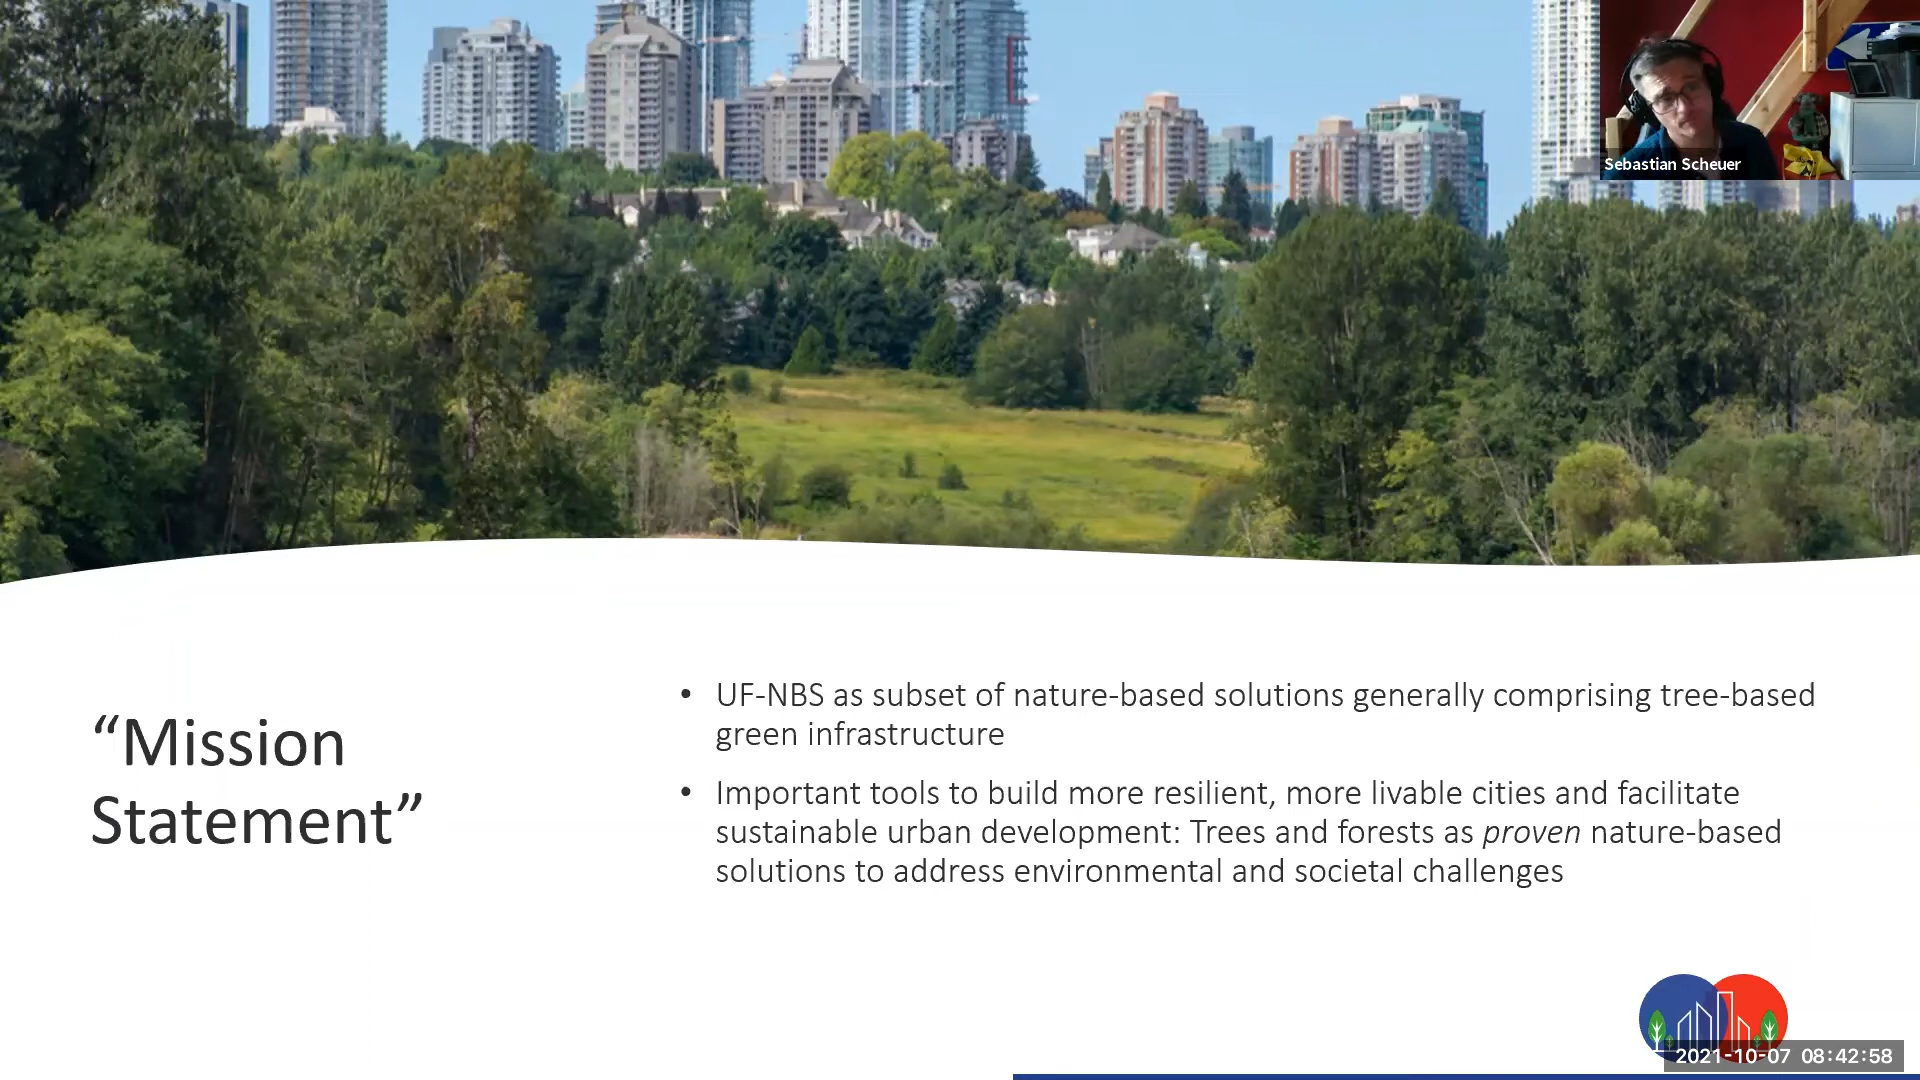 Sebastian Scheuer
“Mission
Statement”
• UF-NBS as subset of nature-based solutions generally comprising tree-based
green infrastructure
• Important tools to build more resilient, more livable cities and facilitate
sustainable urban development: Trees and forests as proven nature-based
solutions to address environmental and societal challenges
2021-10-07 08:42:58